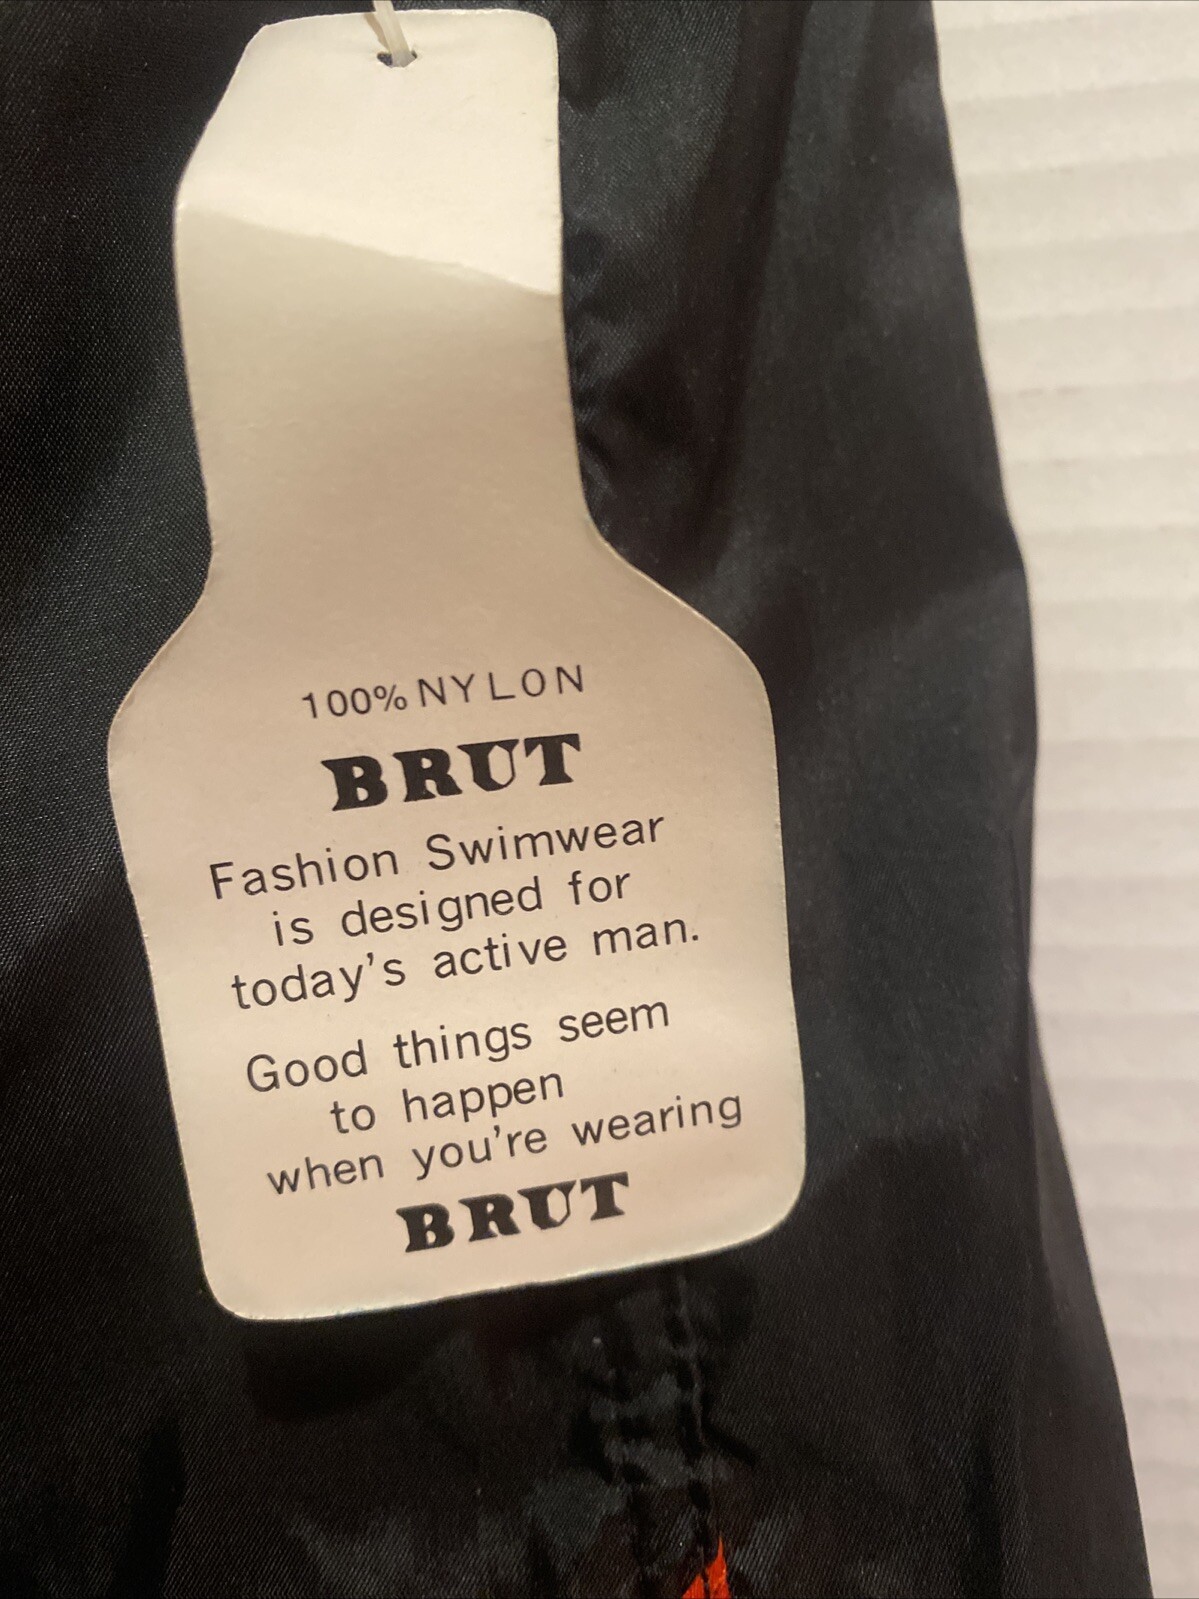 100% NYLON
BRUT
Fashion Swimwear
is designed for
today's active man.
Good things seem
to happen
when you're wearing
BRUT